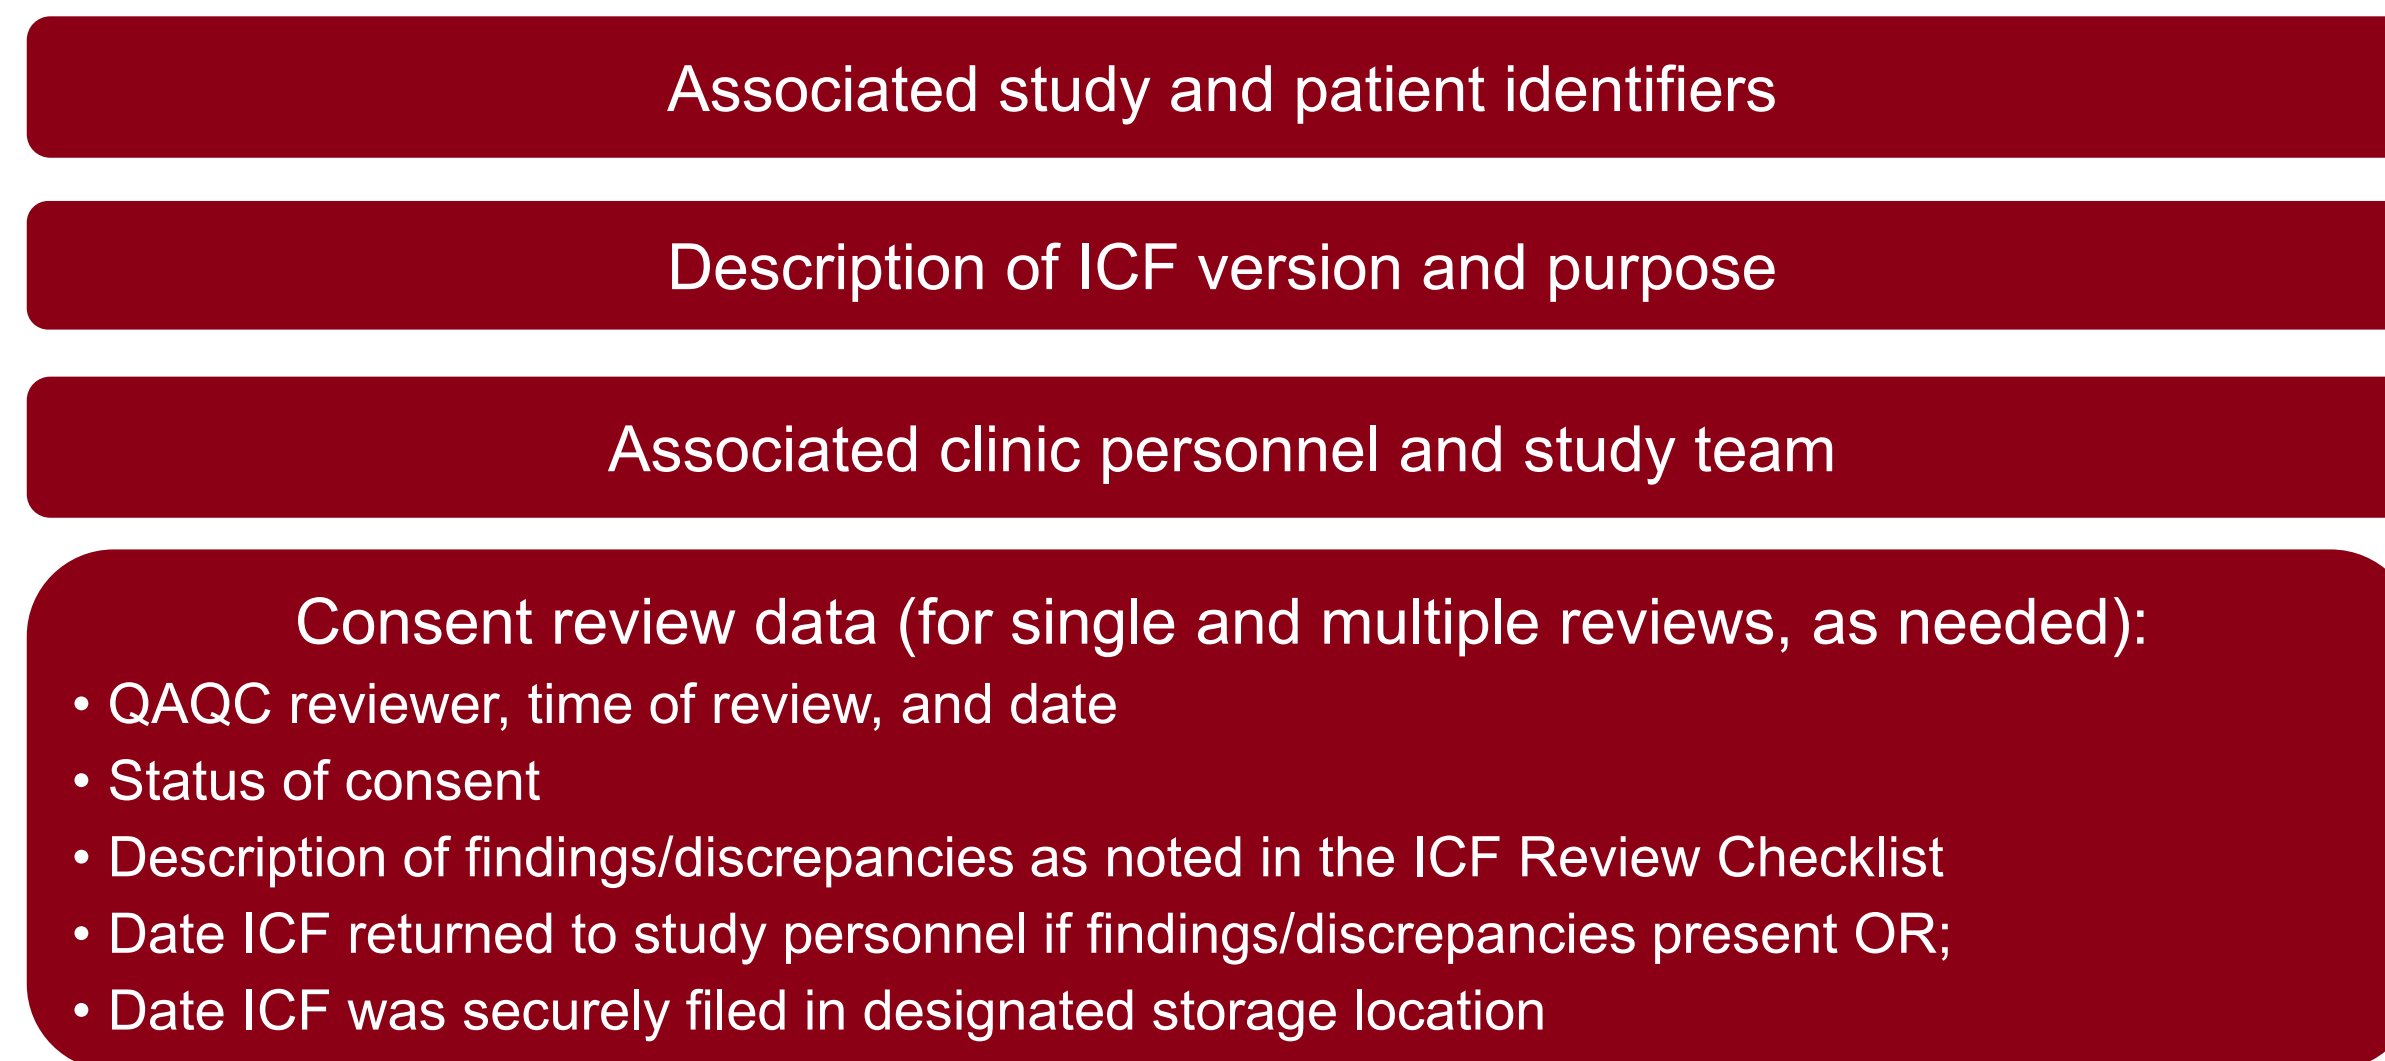 Associated study and patient identifiers
Description of ICF version and purpose
Associated clinic personnel and study team
Consent review data (for single and multiple reviews, as needed):
• QAQC reviewer, time of review, and date
• Status of consent
• Description of findings/discrepancies as noted in the ICF Review Checklist
• Date ICF returned to study personnel if findings/discrepancies present OR;
• Date ICF was securely filed in designated storage location